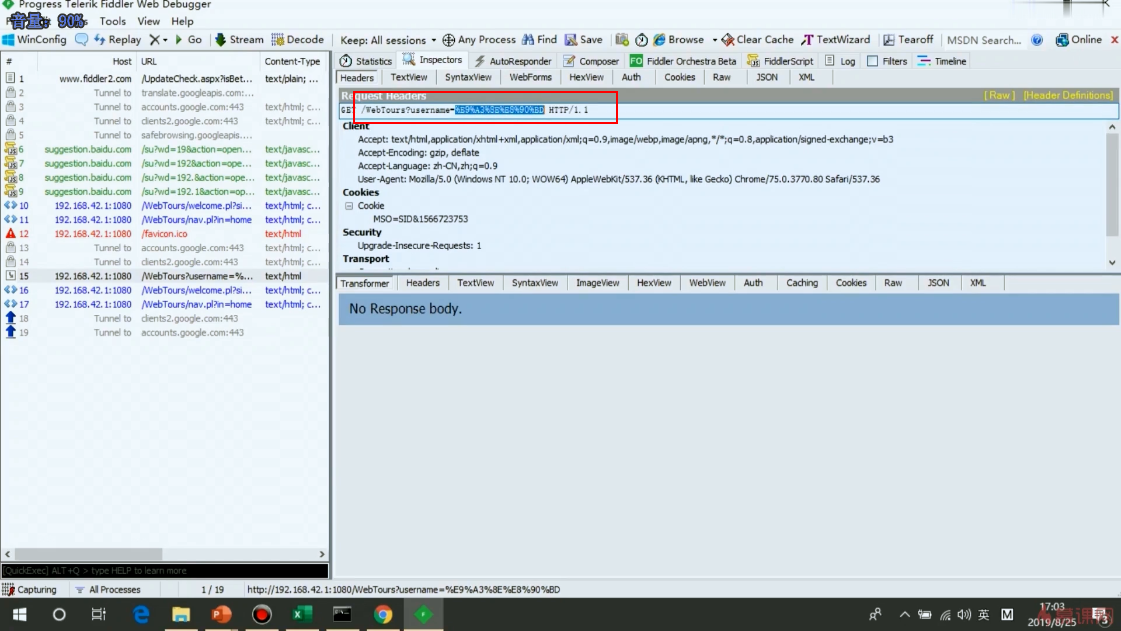 Progress Telerik Fiddler Web Debugger
音量: 90%
Tools View Help
WinConfig Replay X Go Stream Decode Keep: All sessions Any Process Find Save Browse Clear Cache TextWizard Tearoff MSDN Search... Online
# Host URL Content-Type
1 www.fiddler2.com /UpdateCheck.aspx?isBet... text/plain; ...
2 Tunnel to translate.googleapis.com:...
3 Tunnel to accounts.google.com:443 text/html; c...
4 Tunnel to clients2.google.com:443 text/html; c...
5 Tunnel to safebrowsing.googleapis....
6 suggestion.baidu.com /su?wd=19&action=open... text/javasc...
7 suggestion.baidu.com /su?wd=192&action=ope... text/javasc...
8 suggestion.baidu.com /su?wd=192.&action=op... text/javasc...
9 suggestion.baidu.com /su?wd=192.1&action=o... text/javasc...
10 192.168.42.1:1080 /WebTours/welcome.pl?si... text/html; c...
11 192.168.42.1:1080 /WebTours/nav.pl?in=home text/html; c...
12 192.168.42.1:1080 /favicon.ico text/html
13 Tunnel to accounts.google.com:443
14 Tunnel to clients2.google.com:443
15 192.168.42.1:1080 /WebTours?username=%... text/html
16 192.168.42.1:1080 /WebTours/welcome.pl?si... text/html; c...
17 192.168.42.1:1080 /WebTours/nav.pl?in=home text/html; c...
18 Tunnel to clients2.google.com:443
19 Tunnel to accounts.google.com:443
Statistics Inspectors AutoResponder Composer FO Fiddler Orchestra Beta FiddlerScript Log Filters Timeline
Headers TextView SyntaxView WebForms HexView Auth Cookies Raw JSON XML
Request Headers [ Raw ] [Header Definitions]
GET /WebTours?username=%E9%A3%8E%E8%90%BD HTTP/1.1
Client
Accept: text/html,application/xhtml+xml,application/xml;q=0.9,image/webp,image/apng,*/*;q=0.8,application/signed-exchange;v=b3
Accept-Encoding: gzip, deflate
Accept-Language: zh-CN,zh;q=0.9
User-Agent: Mozilla/5.0 (Windows NT 10.0; WOW64) AppleWebKit/537.36 (KHTML, like Gecko) Chrome/75.0.3770.80 Safari/537.36
Cookies
Cookie
MSO=SID&1566723753
Security
Upgrade-Insecure-Requests: 1
Transport
Transformer Headers TextView SyntaxView ImageView HexView WebView Auth Caching Cookies Raw JSON XML
No Response body.
[QuickExec] ALT+Q > type HELP to learn more
Capturing All Processes 1 / 19 http://192.168.42.1:1080/WebTours?username=%E9%A3%8E%E8%90%BD
英 M 17:03
2019/8/25 3